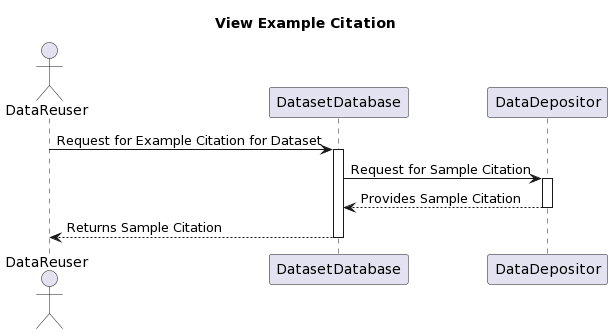 View Example Citation
DataReuser
DatasetDatabase
DataDepositor
Request for Example Citation for Dataset
Request for Sample Citation
Provides Sample Citation
Returns Sample Citation
DataReuser
DatasetDatabase
DataDepositor